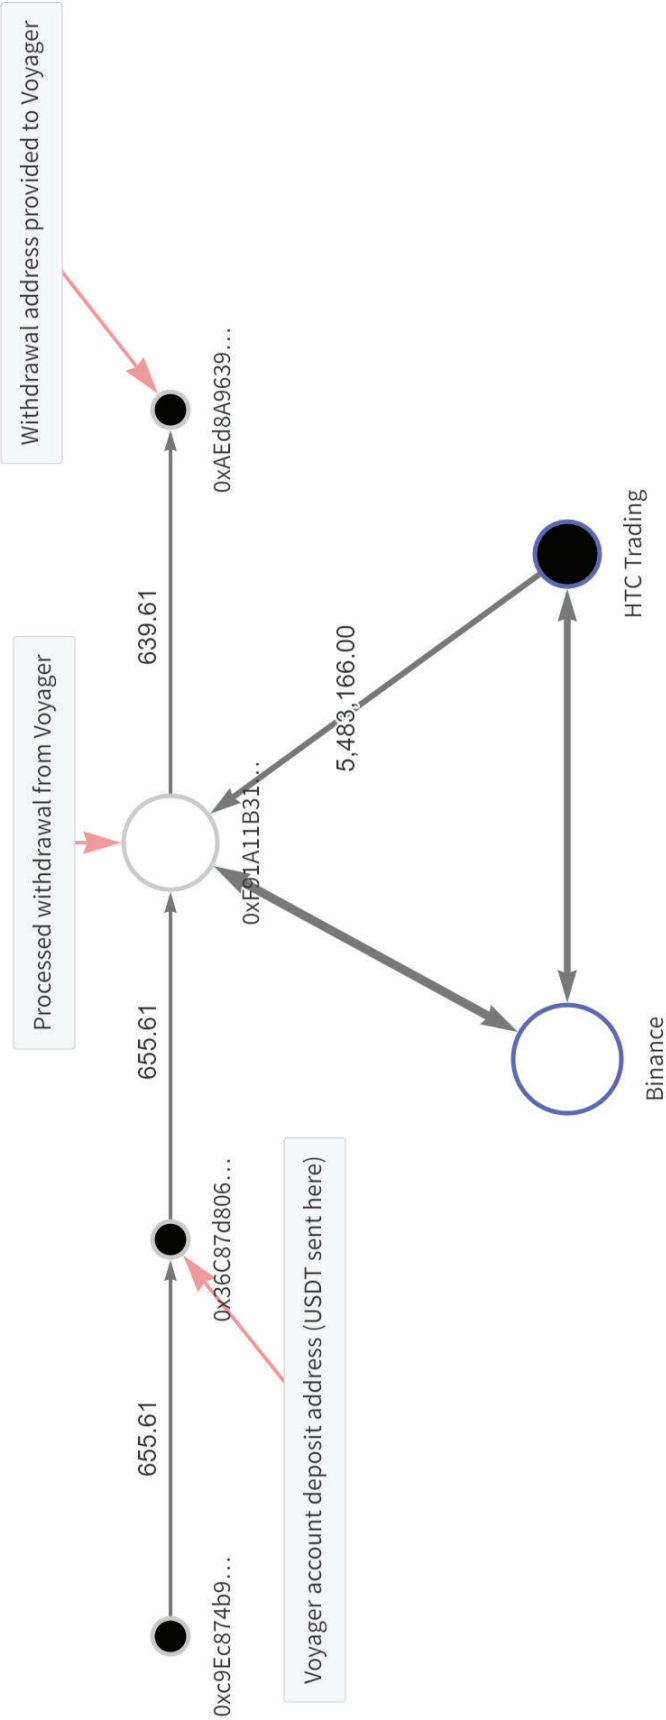 Voyager account deposit address (USDT sent here)
Processed withdrawal from Voyager
Withdrawal address provided to Voyager
655.61
655.61
639.61
0xc9Ec874b9...
0x36C87d806...
0xF91A11B31...
0xAEd8A9639...
5,483,166.00
Binance
HTC Trading